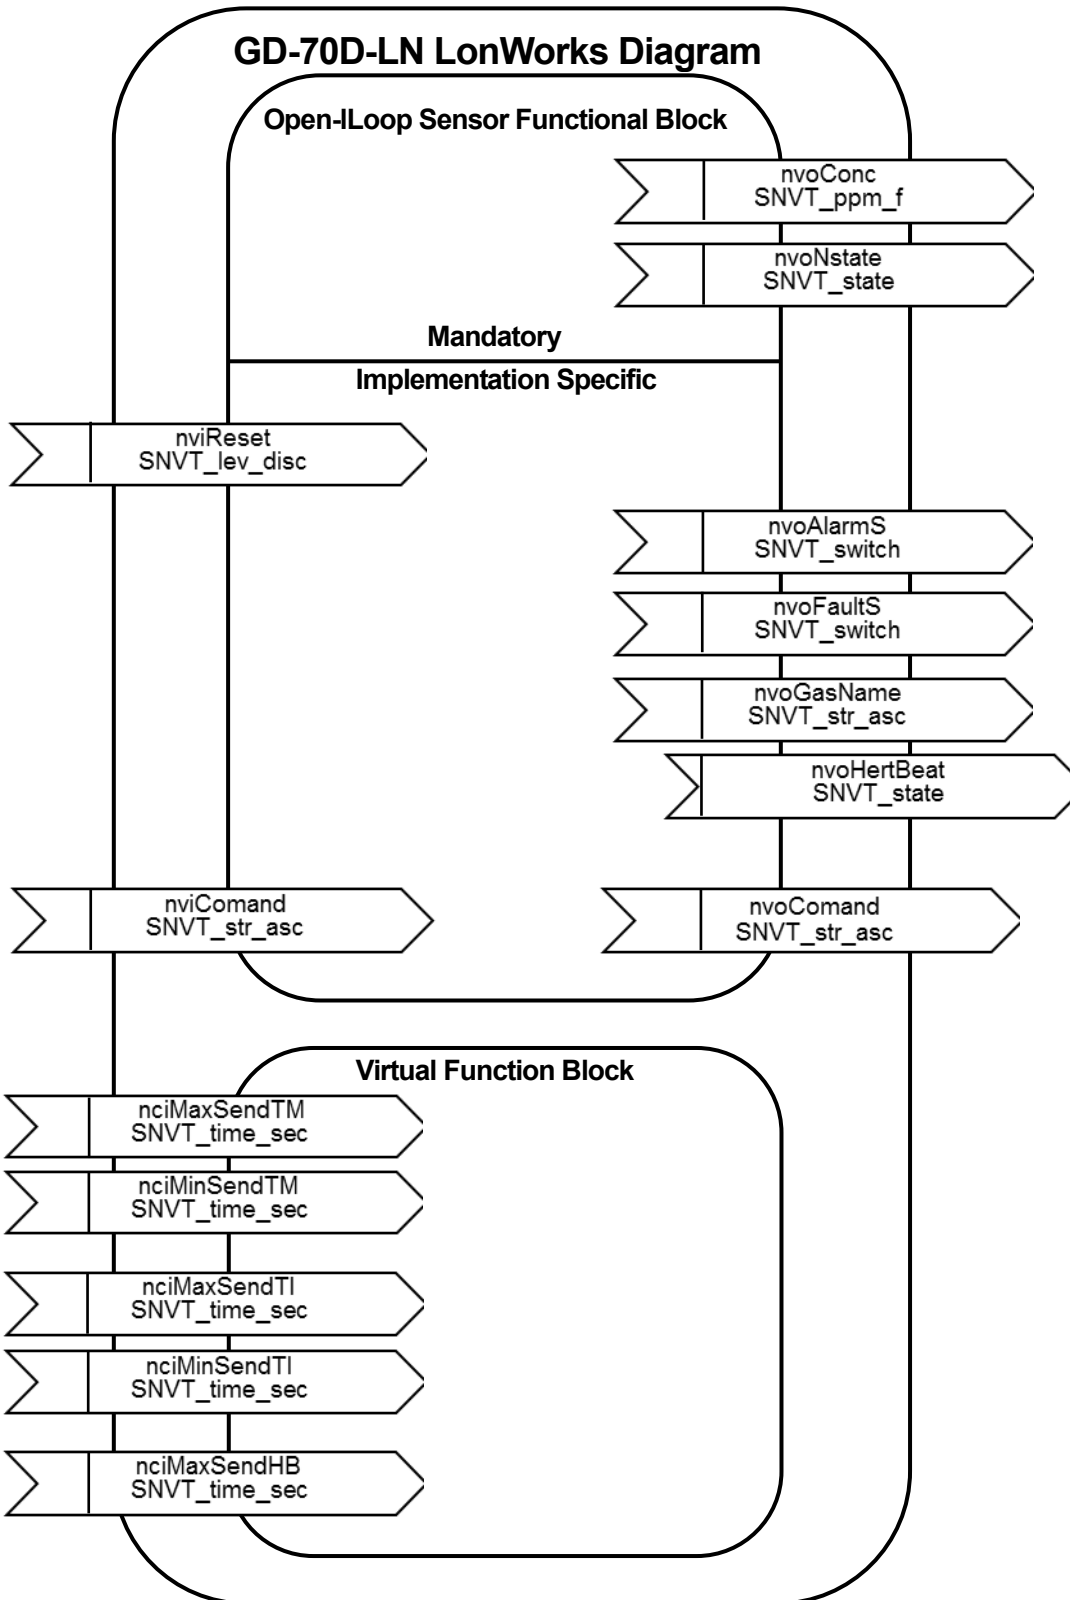 GD-70D-LN LonWorks Diagram
Open-lLoop Sensor Functional Block
nvoConc
SNVT_ppm_f
nvoNstate
SNVT_state
Mandatory
Implementation Specific
nviReset
SNVT_lev_disc
nvoAlarmS
SNVT_switch
nvoFaultS
SNVT_switch
nvoGasName
SNVT_str_asc
nvoHertBeat
SNVT_state
nviComand
SNVT_str_asc
nvoComand
SNVT_str_asc
Virtual Function Block
nciMaxSendTM
SNVT_time_sec
nciMinSendTM
SNVT_time_sec
nciMaxSendTI
SNVT_time_sec
nciMinSendTI
SNVT_time_sec
nciMaxSendHB
SNVT_time_sec